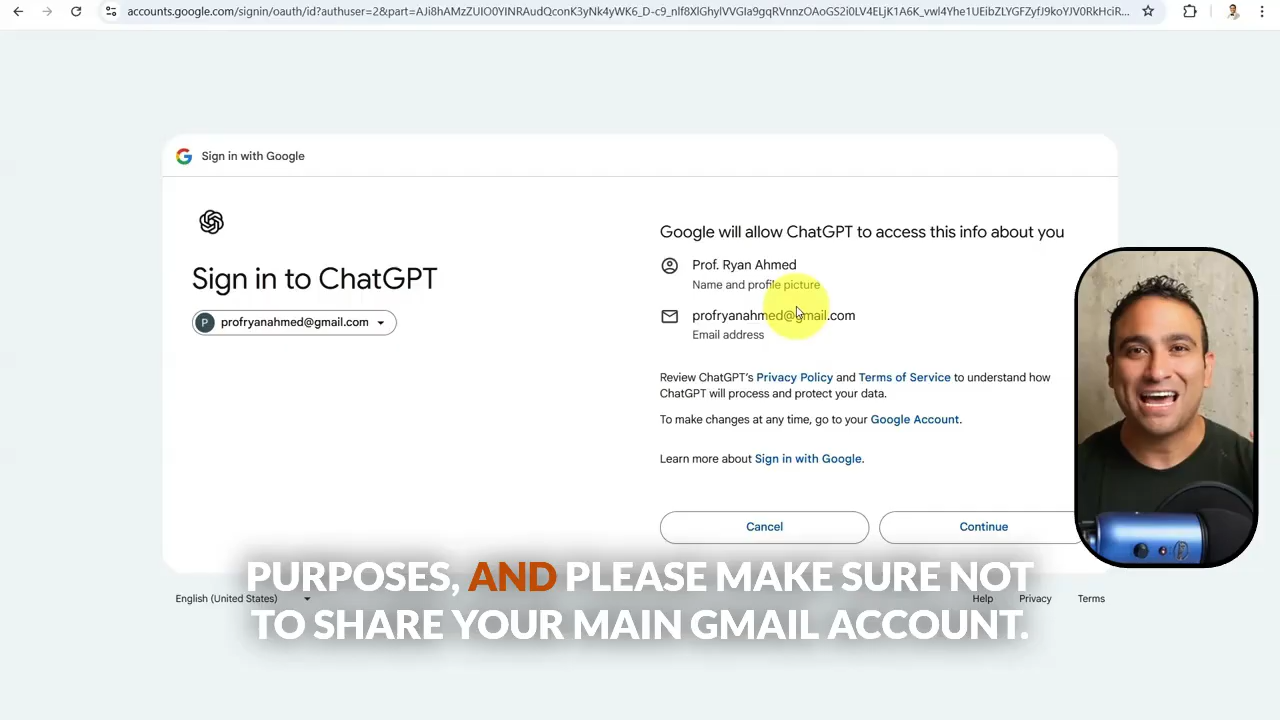 accounts.google.com/signin/oauth/id?authuser=2&part=
Sign in with Google
Sign in to ChatGPT
P
profryanahmed@gmail.com
Google will allow ChatGPT to access this info about you
Prof. Ryan Ahmed
Name and profile picture
profryanahmed@gmail.com
Email address
Review ChatGPT's Privacy Policy and Terms of Service to understand how
ChatGPT will process and protect your data.
To make changes at any time, go to your Google Account.
Learn more about Sign in with Google.
Cancel
Continue
PURPOSES, AND PLEASE MAKE SURE NOT
TO SHARE YOUR MAIN GMAIL ACCOUNT.
English (United States)
Help
Privacy
Terms